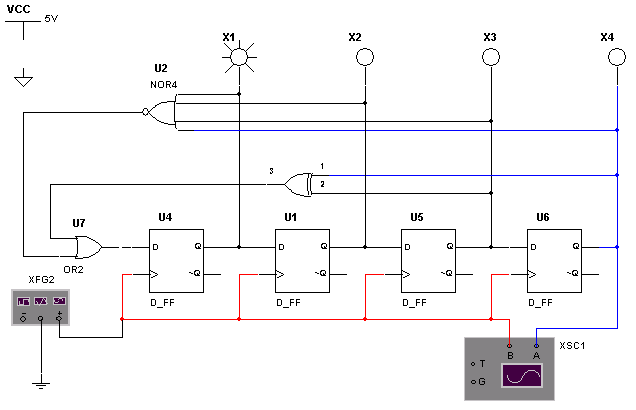 VCC
5V
X1
X2
X3
X4
U2
NOR4
3
1
2
U7
U4
U1
U5
U6
D
Q
D
Q
D
Q
D
Q
~Q
~Q
~Q
~Q
OR2
XFG2
D_FF
D_FF
D_FF
D_FF
XSC1
B
A
T
G